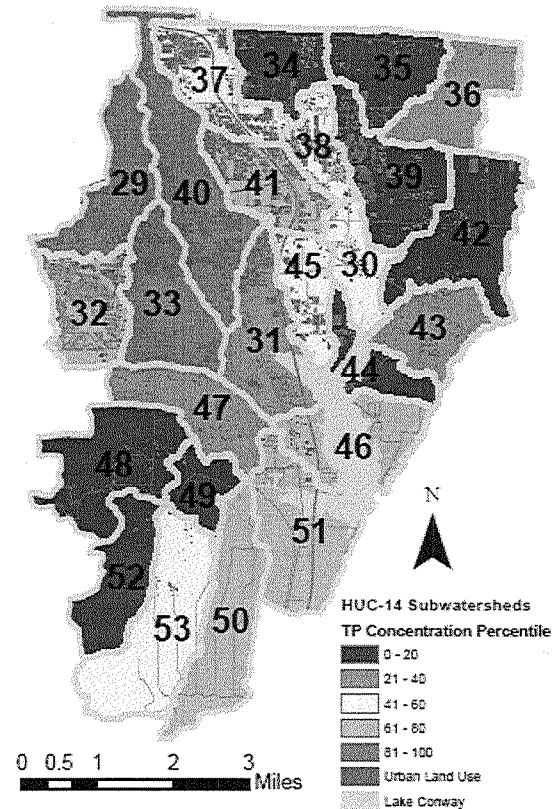 37
34
35
36
38
41
39
29
40
42
45
30
32
33
43
31
44
47
46
48
49
51
52
53
50
N
HUC-14 Subwatersheds
TP Concentration Percentile
0 - 20
21 - 40
41 - 60
61 - 80
81 - 100
Urban Land Use
Lake Conway
0 0.5 1 2 3
Miles